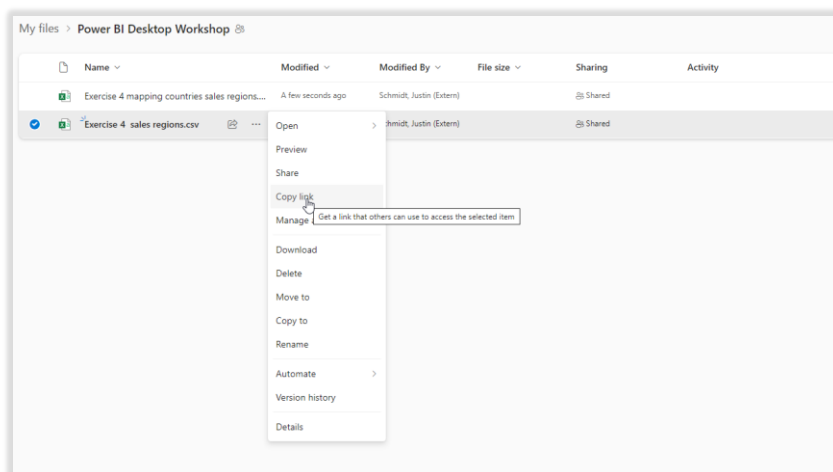 My files > Power BI Desktop Workshop
Name Modified Modified By File size Sharing Activity
Exercise 4 mapping countries sales regions.... A few seconds ago Schmidt, Justin (Extern) Shared
Exercise 4 sales regions.csv ... chmidt, Justin (Extern) Shared
Open
Preview
Share
Copy link
Get a link that others can use to access the selected item
Manage
Download
Delete
Move to
Copy to
Rename
Automate
Version history
Details